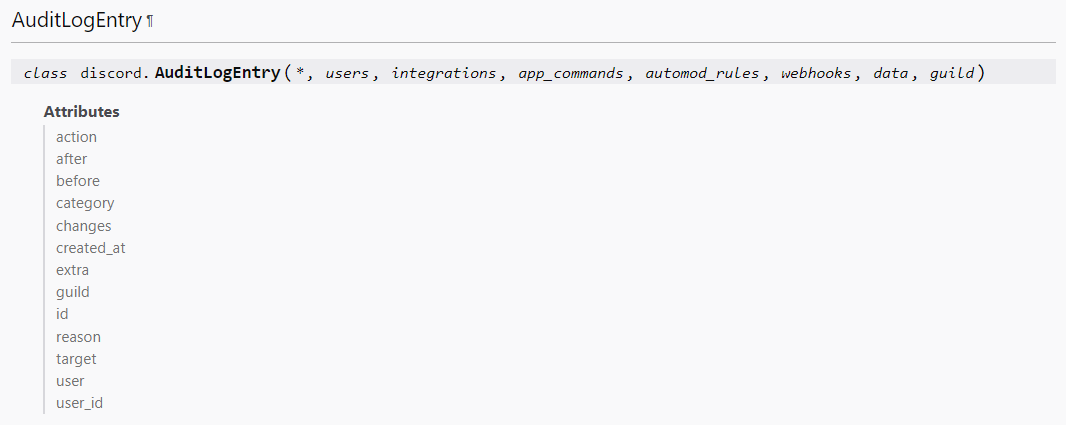 AuditLogEntry¶
class discord.AuditLogEntry(*, users, integrations, app_commands, automod_rules, webhooks, data, guild)
Attributes
action
after
before
category
changes
created_at
extra
guild
id
reason
target
user
user_id